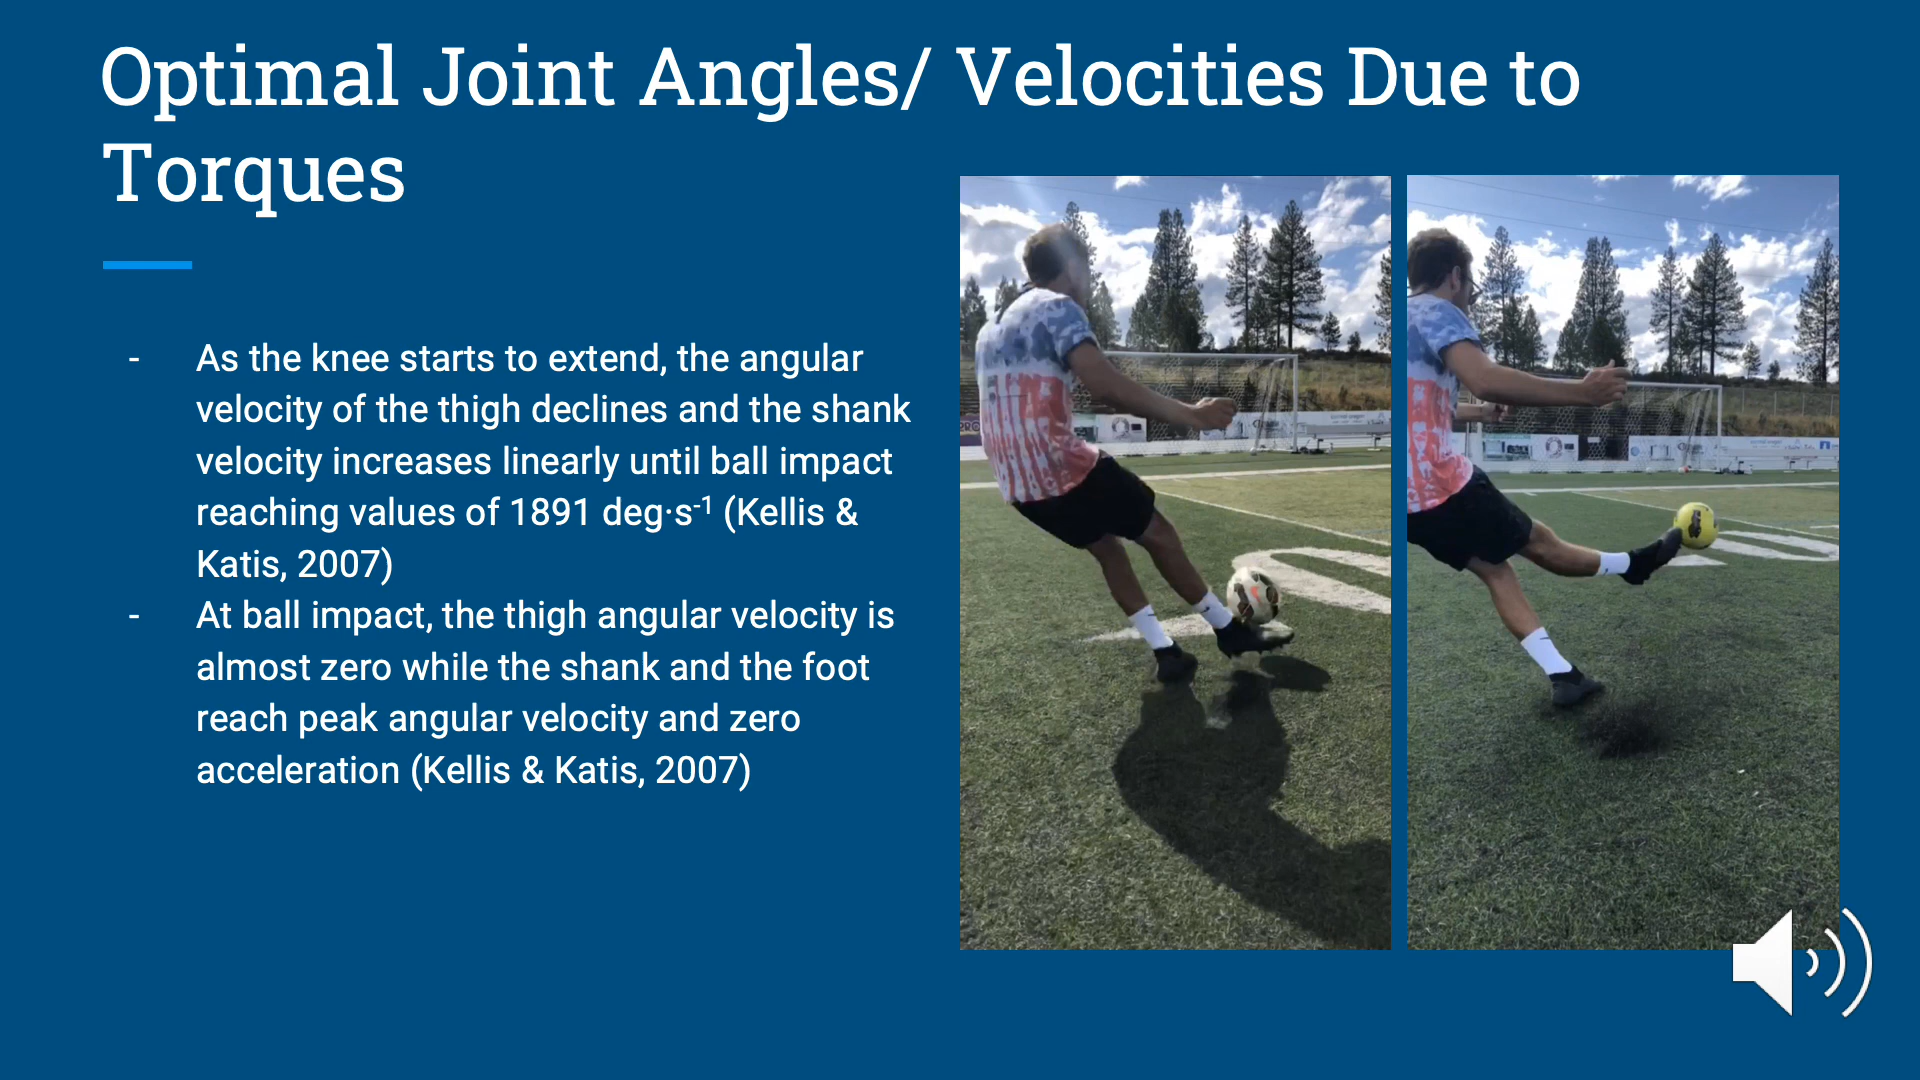 Optimal Joint Angles/ Velocities Due to
Torques
- As the knee starts to extend, the angular
velocity of the thigh declines and the shank
velocity increases linearly until ball impact
reaching values of 1891 deg·s⁻¹ (Kellis &
Katis, 2007)
- At ball impact, the thigh angular velocity is
almost zero while the shank and the foot
reach peak angular velocity and zero
acceleration (Kellis & Katis, 2007)